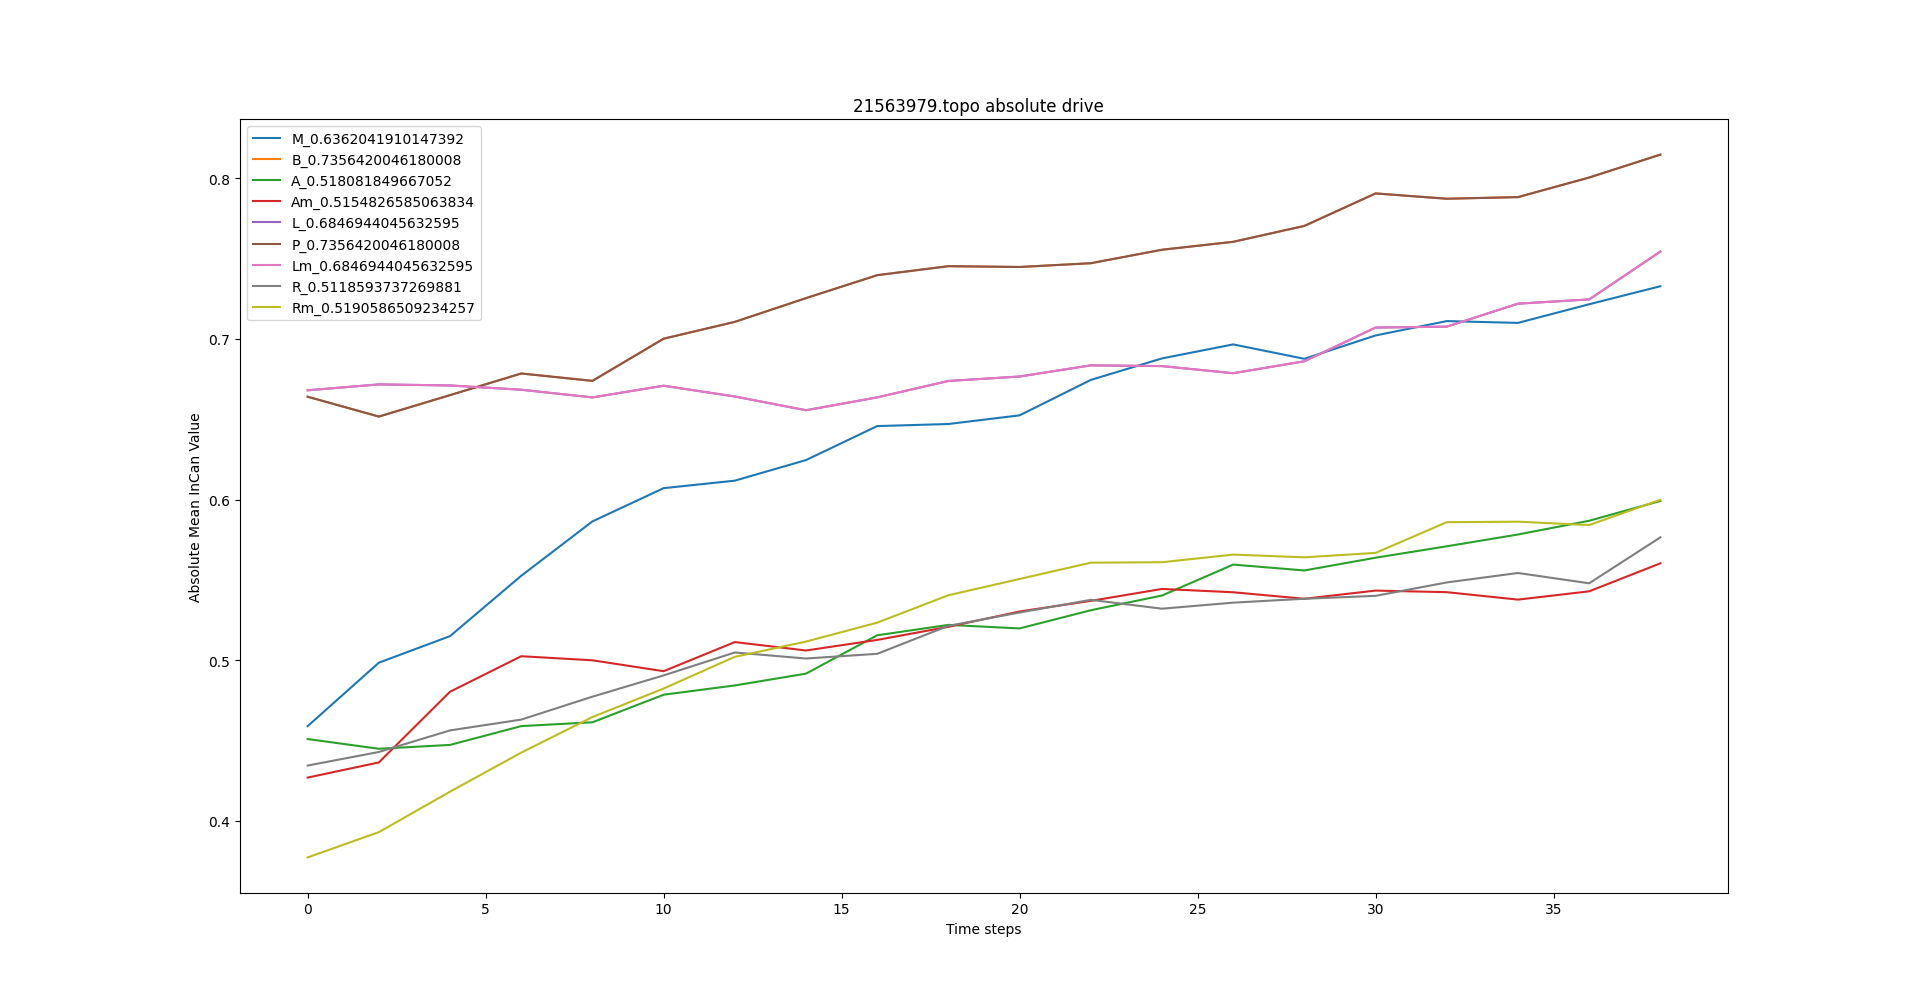 21563979.topo absolute drive
M_0.6362041910147392
B_0.7356420046180008
A_0.518081849667052
Am_0.5154826585063834
L_0.6846944045632595
P_0.7356420046180008
Lm_0.6846944045632595
R_0.5118593737269881
Rm_0.5190586509234257
Absolute Mean InCan Value
0.8
0.7
0.6
0.5
0.4
0 5 10 15 20 25 30 35
Time steps